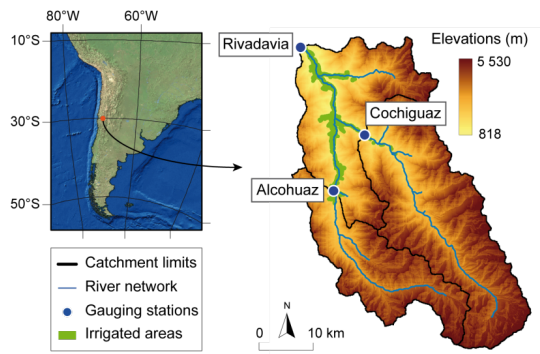 80°W 60°W
10°S
30°S
50°S
Rivadavia
Cochiguaz
Alcohuaz
Elevations (m)
5 530
818
Catchment limits
River network
Gauging stations
Irrigated areas
N
0 10 km